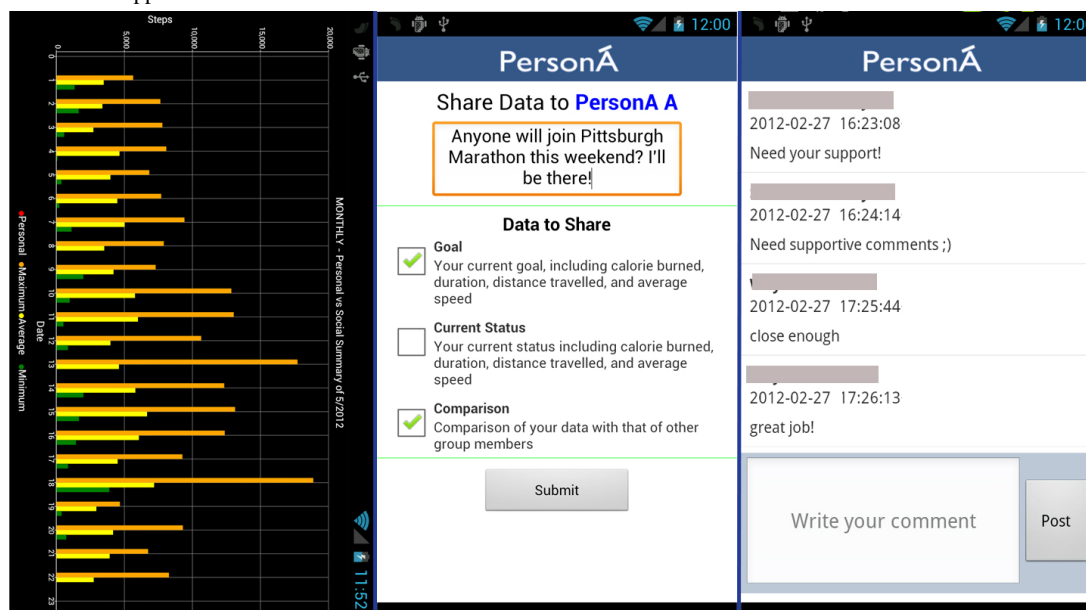 Steps
0
5,000
10,000
15,000
20,000
0
1
2
3
4
5
6
7
8
9
10
11
12
13
14
15
16
17
18
19
20
21
22
23
Date
MONTHLY - Personal vs Social Summary of 5/2012
Personal Maximum Average Minimum
11:52
12:00
PersonÁ
Share Data to PersonA A
Anyone will join Pittsburgh
Marathon this weekend? I'll
be there!
Data to Share
Goal
Your current goal, including calorie burned,
duration, distance travelled, and average
speed
Current Status
Your current status including calorie burned,
duration, distance travelled, and average
speed
Comparison
Comparison of your data with that of other
group members
Submit
PersonÁ
2012-02-27 16:23:08
Need your support!
2012-02-27 16:24:14
Need supportive comments ;)
2012-02-27 17:25:44
close enough
2012-02-27 17:26:13
great job!
Write your comment
Post